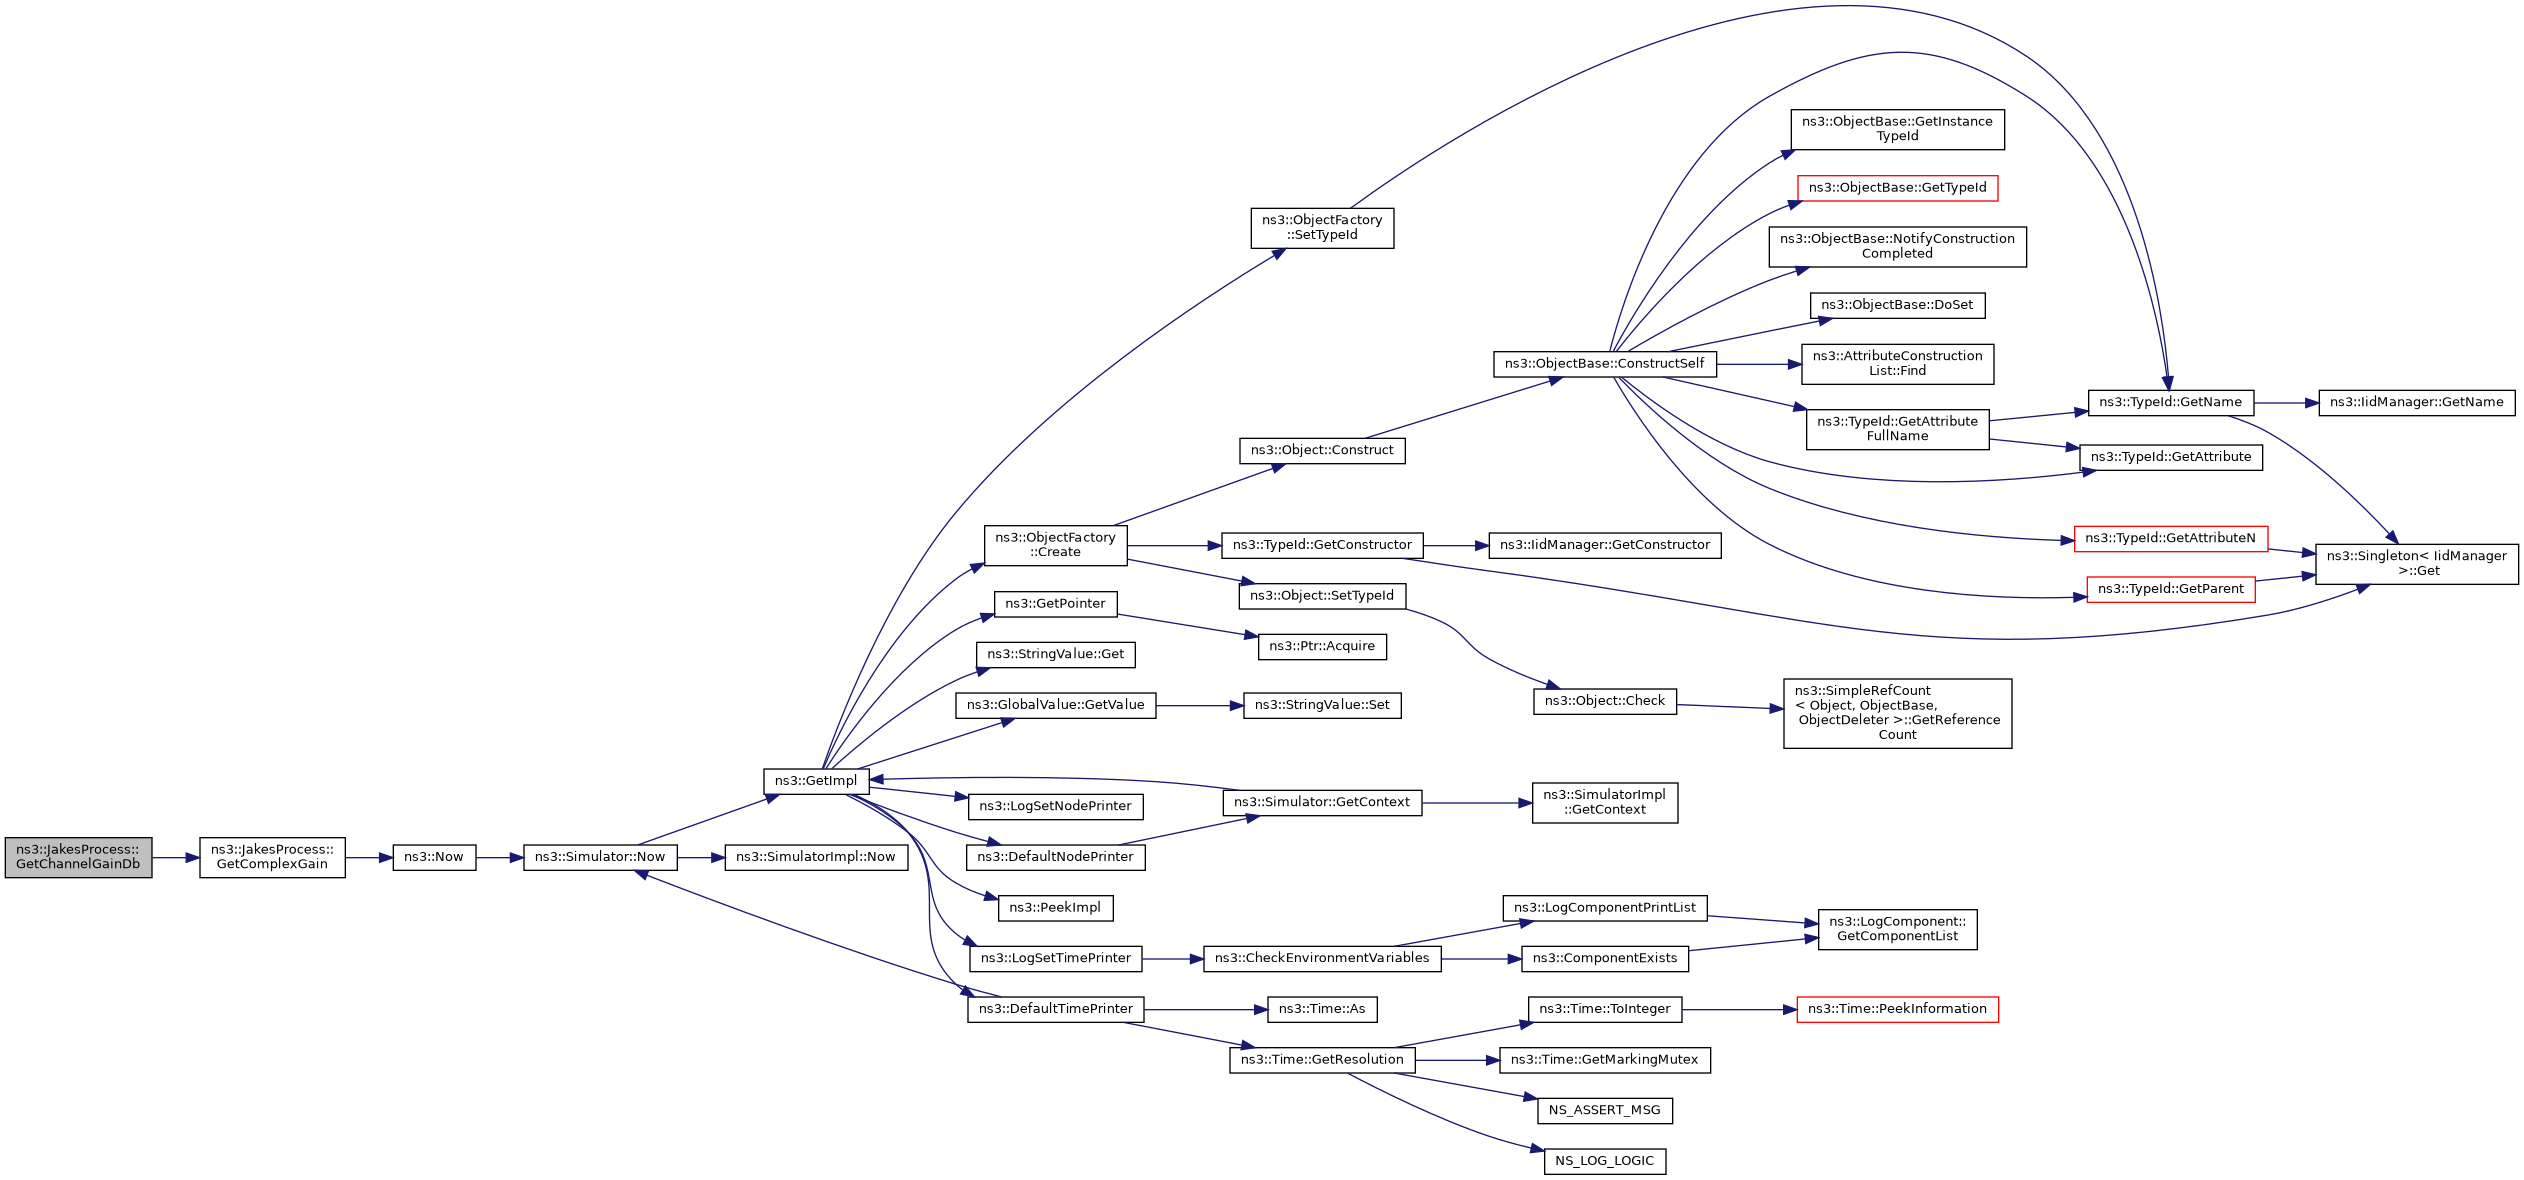 ns3::JakesProcess::
GetChannelGainDb
ns3::JakesProcess::
GetComplexGain
ns3::Now
ns3::Simulator::Now
ns3::GetImpl
ns3::SimulatorImpl::Now
ns3::ObjectFactory
::SetTypeId
ns3::ObjectFactory
::Create
ns3::GetPointer
ns3::StringValue::Get
ns3::GlobalValue::GetValue
ns3::LogSetNodePrinter
ns3::DefaultNodePrinter
ns3::PeekImpl
ns3::LogSetTimePrinter
ns3::DefaultTimePrinter
ns3::Object::Construct
ns3::TypeId::GetConstructor
ns3::Object::SetTypeId
ns3::Ptr::Acquire
ns3::StringValue::Set
ns3::Simulator::GetContext
ns3::CheckEnvironmentVariables
ns3::Time::As
ns3::Time::GetResolution
ns3::ObjectBase::ConstructSelf
ns3::IidManager::GetConstructor
ns3::Object::Check
ns3::SimulatorImpl
::GetContext
ns3::LogComponentPrintList
ns3::ComponentExists
ns3::Time::ToInteger
ns3::Time::GetMarkingMutex
NS_ASSERT_MSG
NS_LOG_LOGIC
ns3::ObjectBase::GetInstance
TypeId
ns3::ObjectBase::GetTypeId
ns3::ObjectBase::NotifyConstruction
Completed
ns3::ObjectBase::DoSet
ns3::AttributeConstruction
List::Find
ns3::TypeId::GetAttribute
FullName
ns3::SimpleRefCount
< Object, ObjectBase,
ObjectDeleter >::GetReference
Count
ns3::LogComponent::
GetComponentList
ns3::Time::PeekInformation
ns3::TypeId::GetName
ns3::TypeId::GetAttribute
ns3::TypeId::GetAttributeN
ns3::TypeId::GetParent
ns3::IidManager::GetName
ns3::Singleton< IidManager
>::Get